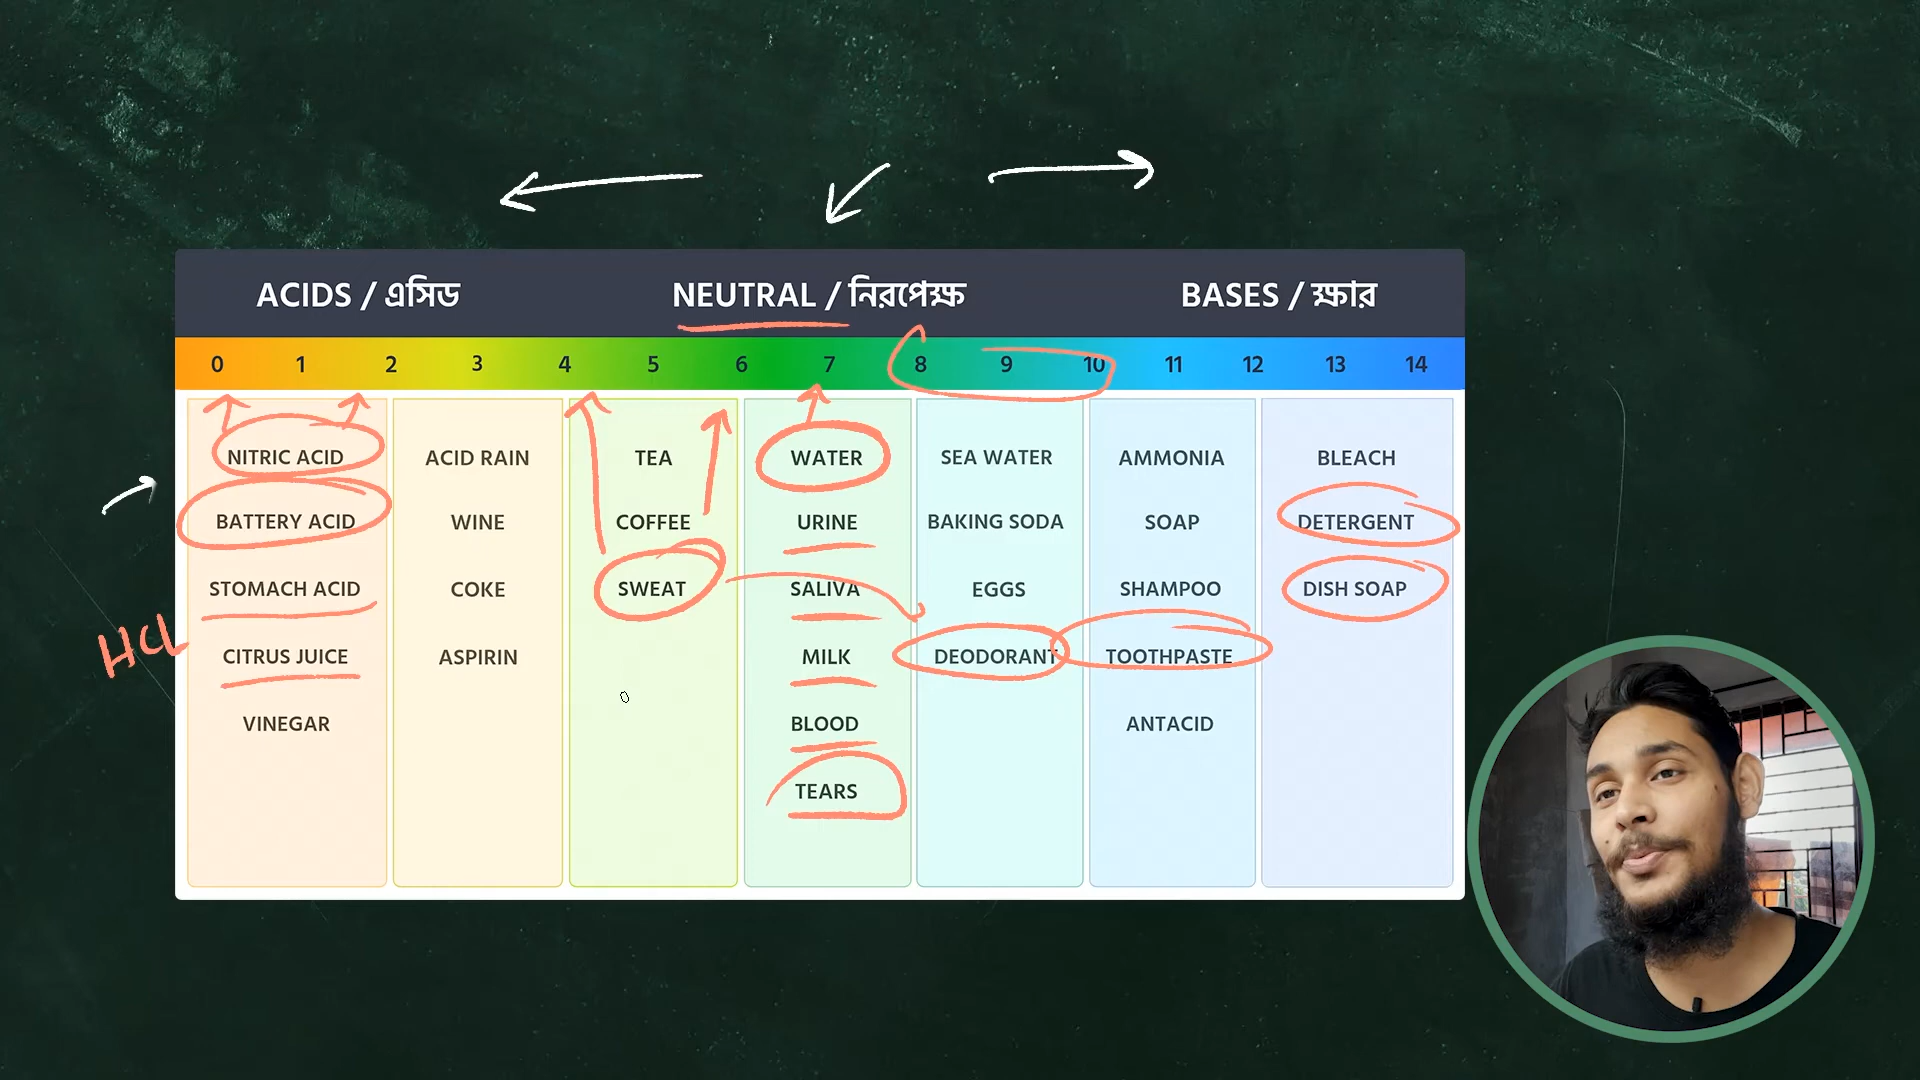 ACIDS / এসিড NEUTRAL / নিরপেক্ষ BASES / ক্ষার
0 1 2 3 4 5 6 7 8 9 10 11 12 13 14
NITRIC ACID ACID RAIN TEA WATER SEA WATER AMMONIA BLEACH
BATTERY ACID WINE COFFEE URINE BAKING SODA SOAP DETERGENT
STOMACH ACID COKE SWEAT SALIVA EGGS SHAMPOO DISH SOAP
HCL CITRUS JUICE ASPIRIN MILK DEODORANT TOOTHPASTE
VINEGAR BLOOD ANTACID
TEARS